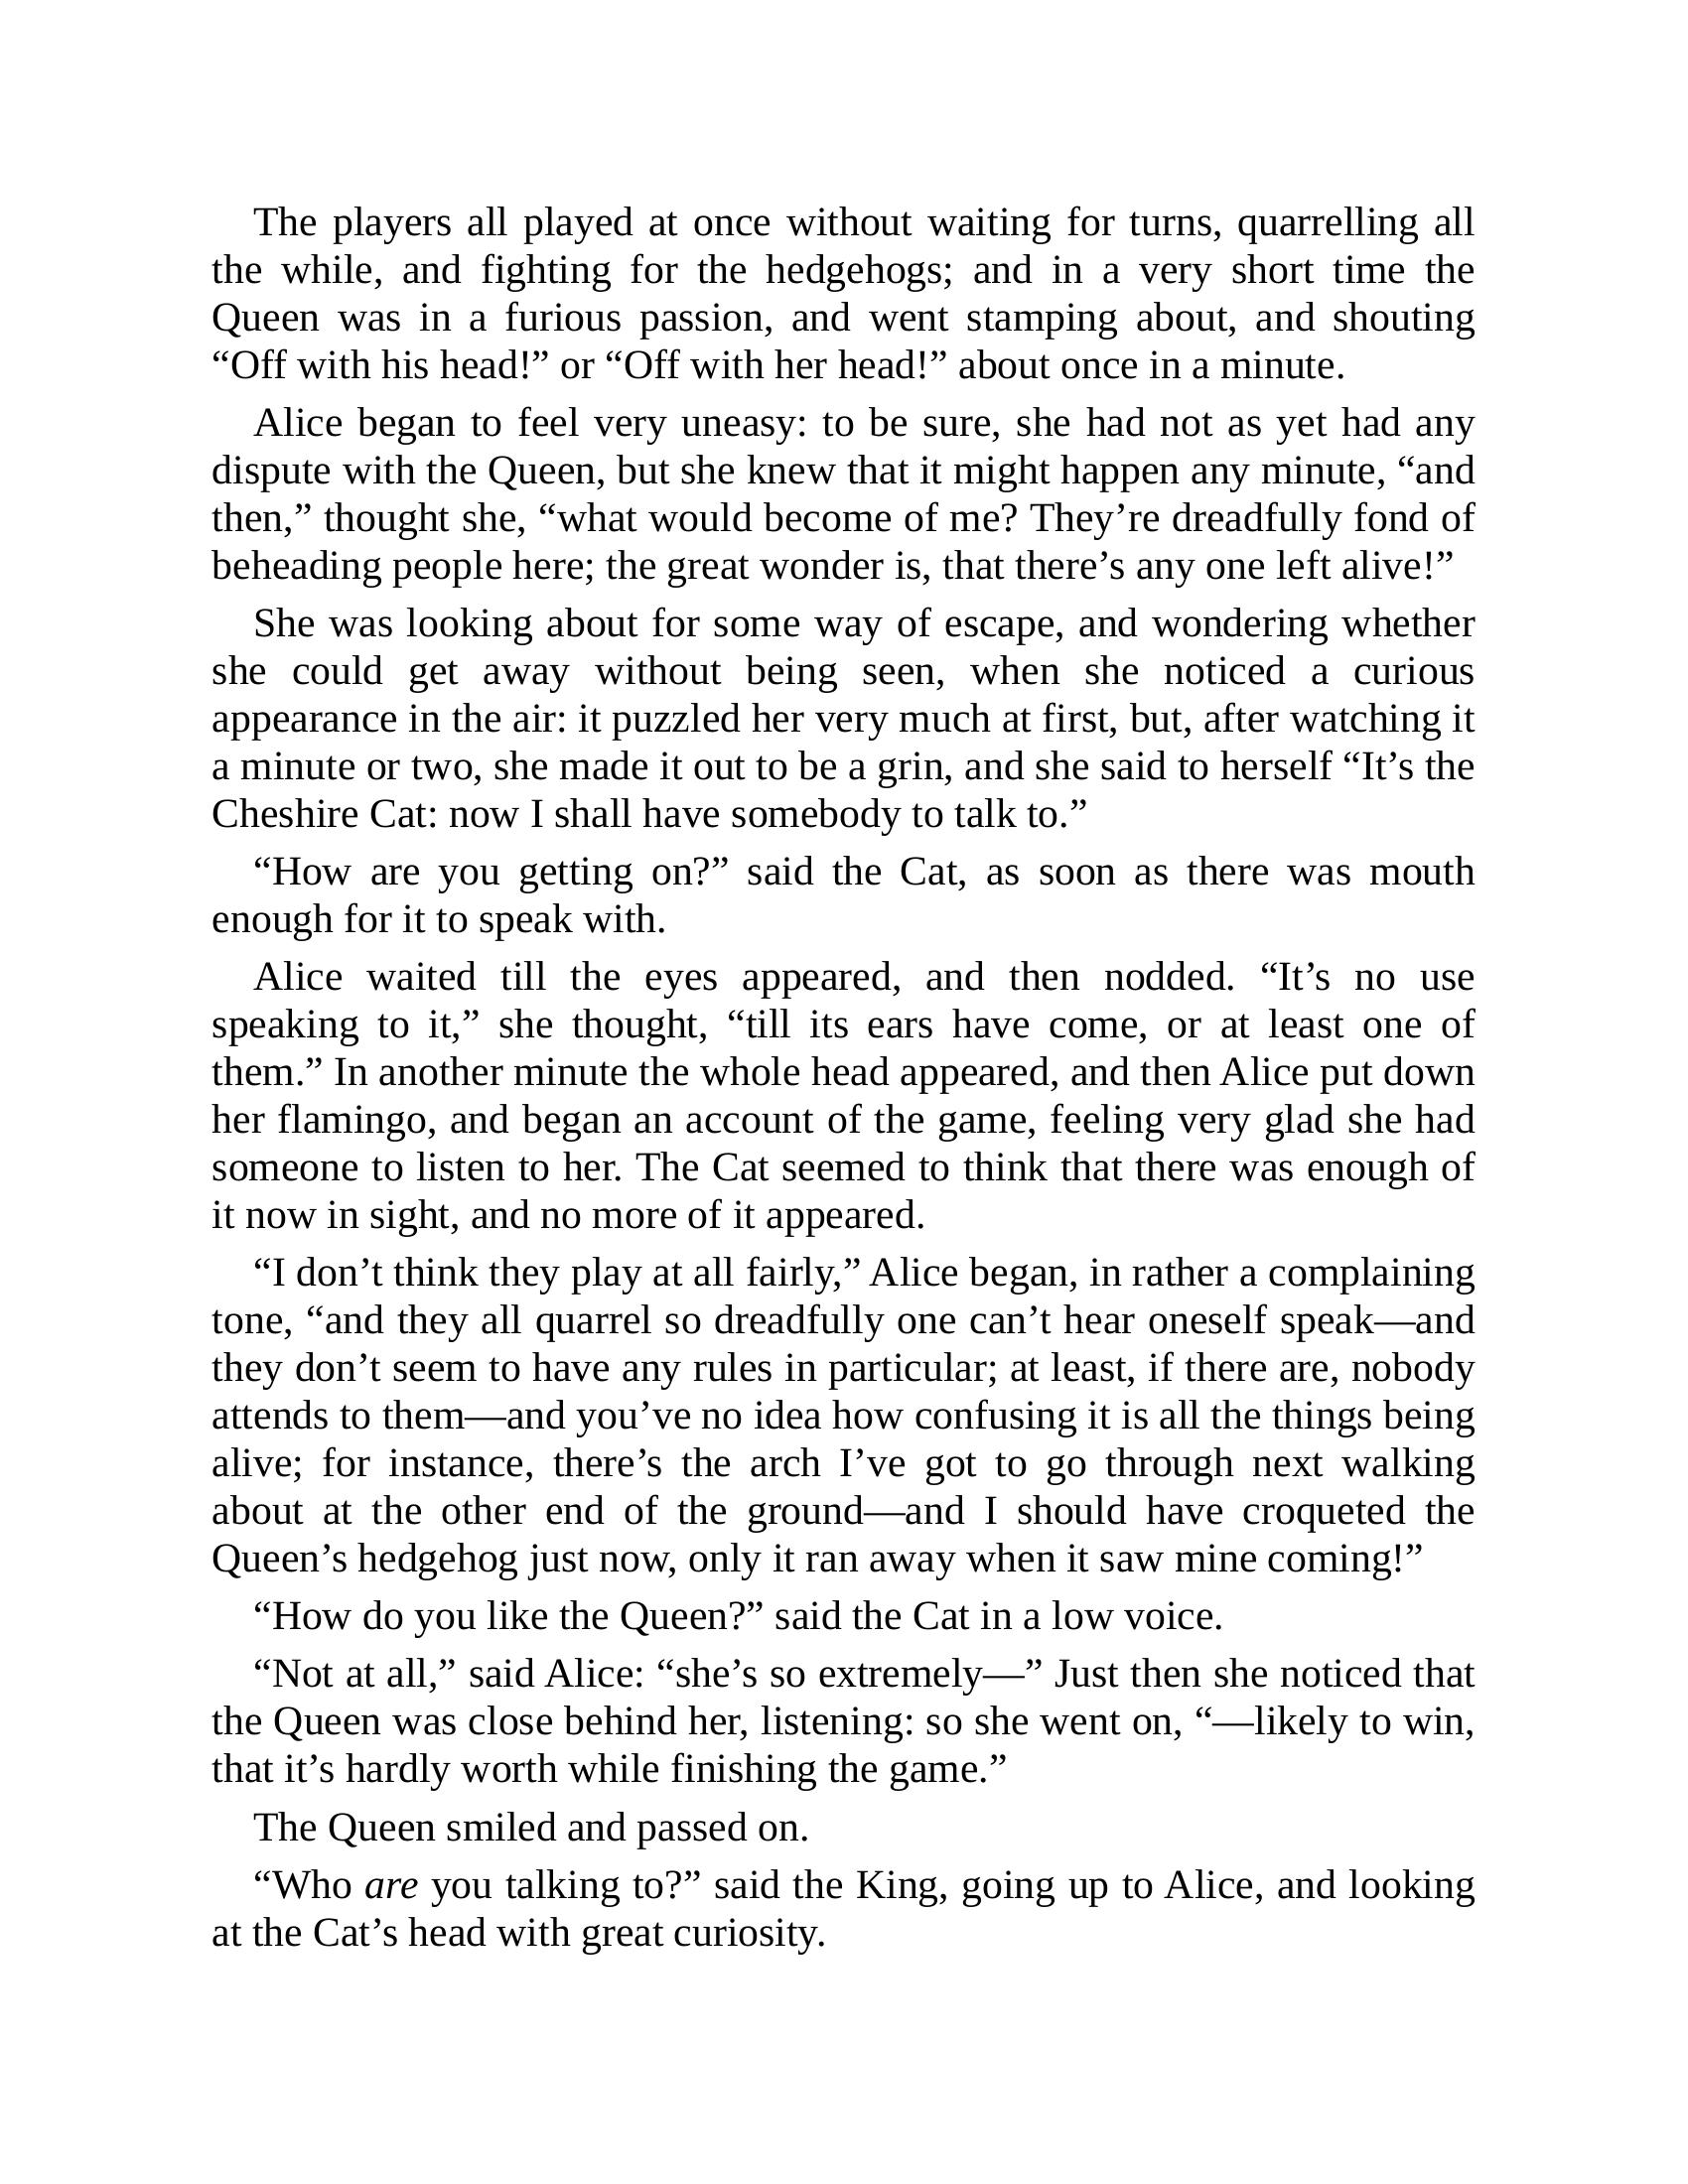 The players all played at once without waiting for turns, quarrelling all
the while, and fighting for the hedgehogs; and in a very short time the
Queen was in a furious passion, and went stamping about, and shouting
“Off with his head!” or “Off with her head!” about once in a minute.
Alice began to feel very uneasy: to be sure, she had not as yet had any
dispute with the Queen, but she knew that it might happen any minute, “and
then,” thought she, “what would become of me? They’re dreadfully fond of
beheading people here; the great wonder is, that there’s any one left alive!”
She was looking about for some way of escape, and wondering whether
she could get away without being seen, when she noticed a curious
appearance in the air: it puzzled her very much at first, but, after watching it
a minute or two, she made it out to be a grin, and she said to herself “It’s the
Cheshire Cat: now I shall have somebody to talk to.”
“How are you getting on?” said the Cat, as soon as there was mouth
enough for it to speak with.
Alice waited till the eyes appeared, and then nodded. “It’s no use
speaking to it,” she thought, “till its ears have come, or at least one of
them.” In another minute the whole head appeared, and then Alice put down
her flamingo, and began an account of the game, feeling very glad she had
someone to listen to her. The Cat seemed to think that there was enough of
it now in sight, and no more of it appeared.
“I don’t think they play at all fairly,” Alice began, in rather a complaining
tone, “and they all quarrel so dreadfully one can’t hear oneself speak—and
they don’t seem to have any rules in particular; at least, if there are, nobody
attends to them—and you’ve no idea how confusing it is all the things being
alive; for instance, there’s the arch I’ve got to go through next walking
about at the other end of the ground—and I should have croqueted the
Queen’s hedgehog just now, only it ran away when it saw mine coming!”
“How do you like the Queen?” said the Cat in a low voice.
“Not at all,” said Alice: “she’s so extremely—” Just then she noticed that
the Queen was close behind her, listening: so she went on, “—likely to win,
that it’s hardly worth while finishing the game.”
The Queen smiled and passed on.
“Who are you talking to?” said the King, going up to Alice, and looking
at the Cat’s head with great curiosity.